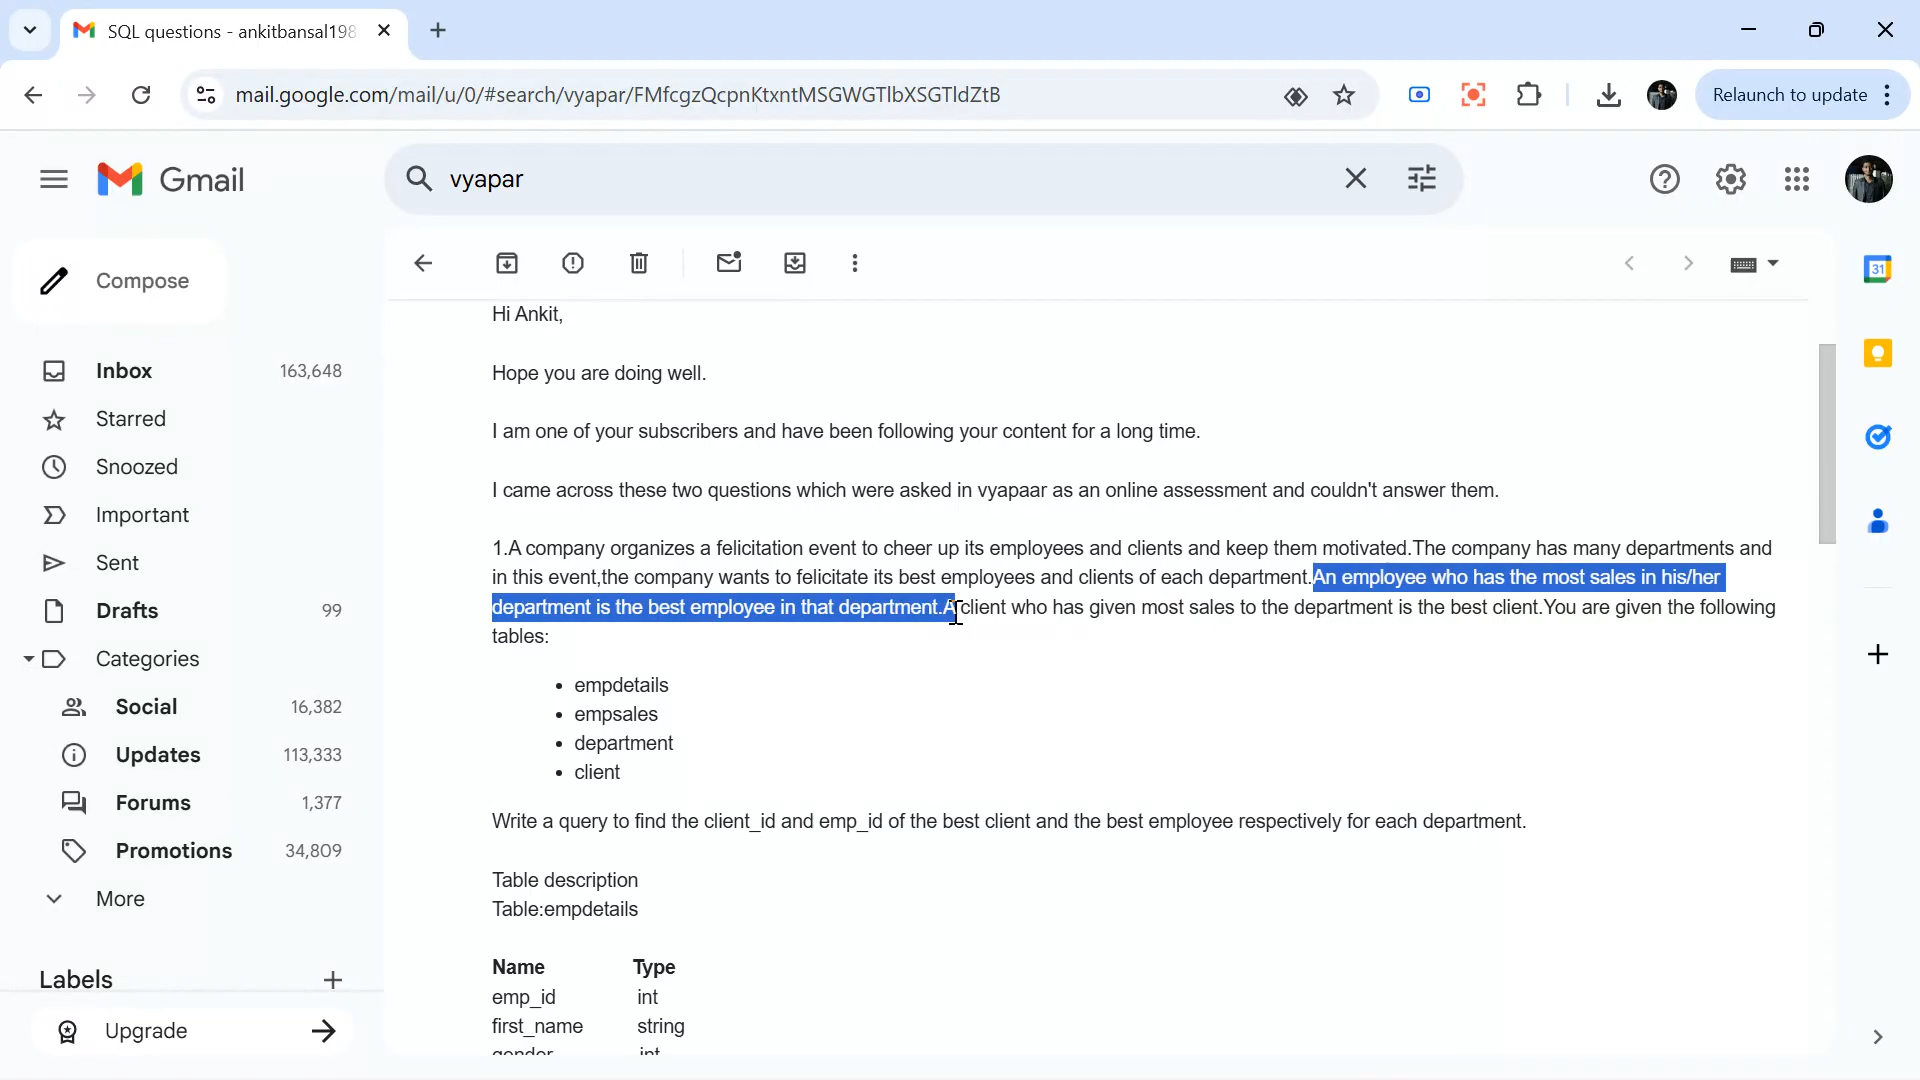 SQL questions - ankitbansal198
mail.google.com/mail/u/0/#search/vyapar/FMfcgzQcpnKtxntMSGWGTlbXSGTldZtB
Relaunch to update
Gmail
vyapar
Compose
Inbox 163,648
Starred
Snoozed
Important
Sent
Drafts 99
Categories
Social 16,382
Updates 113,333
Forums 1,377
Promotions 34,809
More
Labels
Upgrade
31
Hi Ankit,
Hope you are doing well.
I am one of your subscribers and have been following your content for a long time.
I came across these two questions which were asked in vyapaar as an online assessment and couldn't answer them.
1.A company organizes a felicitation event to cheer up its employees and clients and keep them motivated.The company has many departments and
in this event,the company wants to felicitate its best employees and clients of each department.An employee who has the most sales in his/her
department is the best employee in that department.A client who has given most sales to the department is the best client.You are given the following
tables:
• empdetails
• empsales
• department
• client
Write a query to find the client_id and emp_id of the best client and the best employee respectively for each department.
Table description
Table:empdetails
Name Type
emp_id int
first_name string
gender int